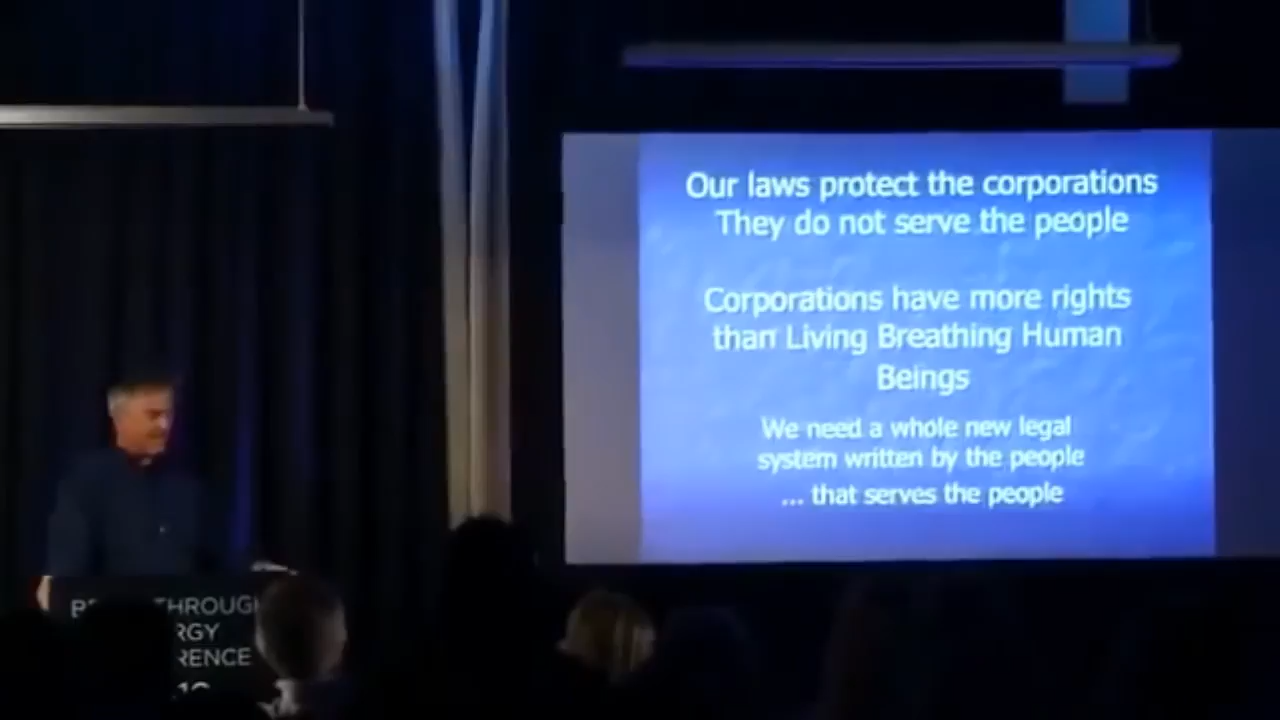 Our laws protect the corporations
They do not serve the people
Corporations have more rights
than Living Breathing Human
Beings
We need a whole new legal
system written by the people
... that serves the people